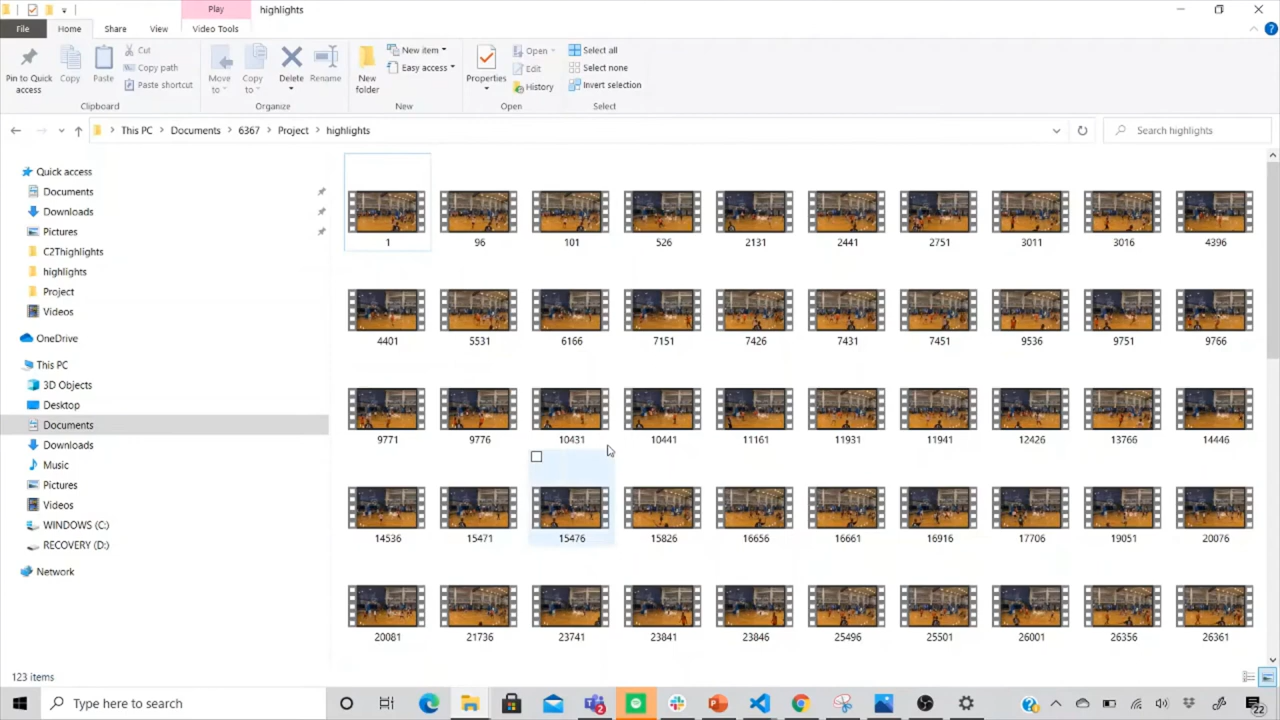 Play
highlights
File
Home
Share
View
Video Tools
Pin to Quick access
Copy
Paste
Cut
Copy path
Paste shortcut
Clipboard
Move to
Copy to
Delete
Rename
Organize
New folder
New item
Easy access
New
Properties
Open
Edit
History
Open
Select all
Select none
Invert selection
Select
This PC > Documents > 6367 > Project > highlights
Search highlights
Quick access
Documents
Downloads
Pictures
C2Thighlights
highlights
Project
Videos
OneDrive
This PC
3D Objects
Desktop
Documents
Downloads
Music
Pictures
Videos
WINDOWS (C:)
RECOVERY (D:)
Network
1 96 101 526 2131 2441 2751 3011 3016 4396
4401 5531 6166 7151 7426 7431 7451 9536 9751 9766
9771 9776 10431 10441 11161 11931 11941 12426 13766 14446
14536 15471 15476 15826 16656 16661 16916 17706 19051 20076
20081 21736 23741 23841 23846 25496 25501 26001 26356 26361
123 items
Type here to search
2
22